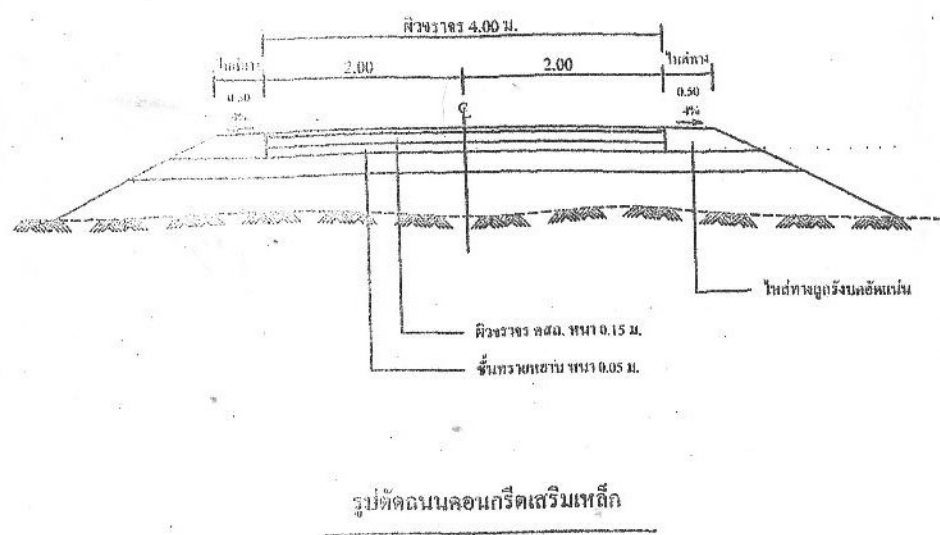 ผิวจราจร 4.00 ม.
ไหล่ทาง 2.00 2.00 ไหล่ทาง
0.50 0.50
℄
4% 4%
ไหล่ทางลูกรังบดอัดแน่น
ผิวจราจร คสล. หนา 0.15 ม.
ชั้นทรายหยาบ หนา 0.05 ม.
รูปตัดถนนคอนกรีตเสริมเหล็ก